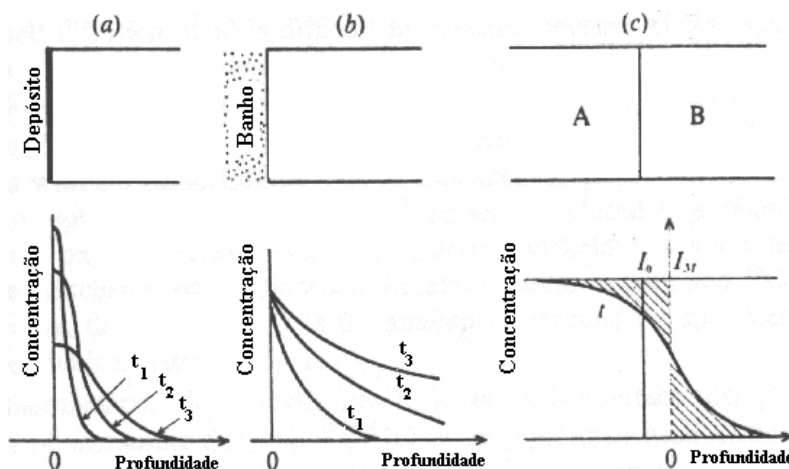 (a)
(b)
(c)
Depósito
Banho
A
B
Concentração
t1
t2
t3
0
Profundidade
Concentração
t3
t2
t1
0
Profundidade
Concentração
I0
IM
t
0
Profundidade